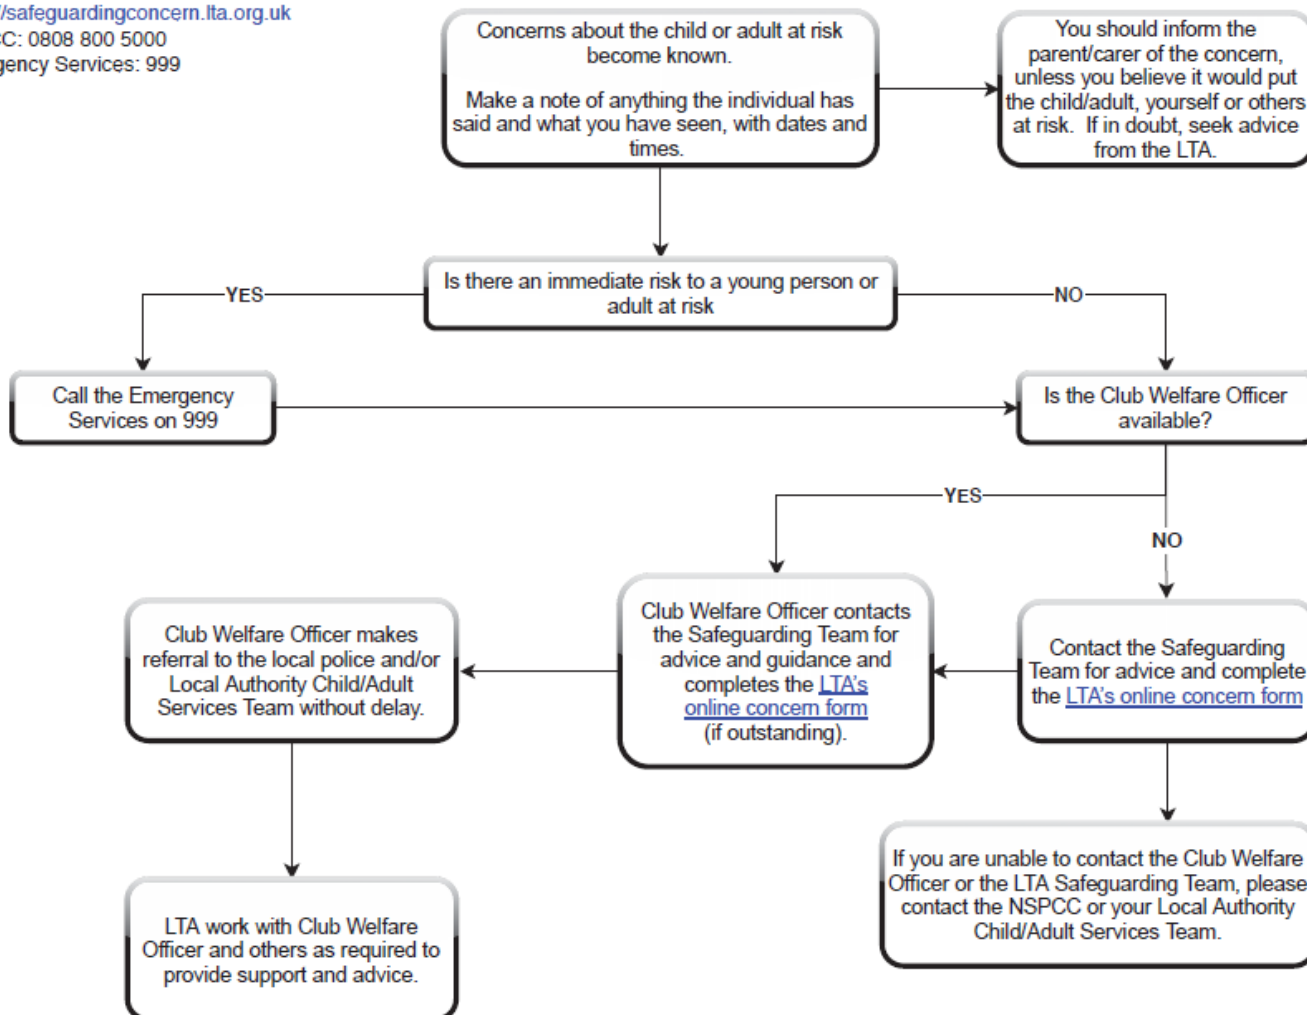 //safeguardingconcern.lta.org.uk
CC: 0808 800 5000
gency Services: 999
Concerns about the child or adult at risk
become known.
Make a note of anything the individual has
said and what you have seen, with dates and
times.
You should inform the
parent/carer of the concern,
unless you believe it would put
the child/adult, yourself or others
at risk. If in doubt, seek advice
from the LTA.
Is there an immediate risk to a young person or
adult at risk
YES
NO
Call the Emergency
Services on 999
Is the Club Welfare Officer
available?
YES
NO
Club Welfare Officer makes
referral to the local police and/or
Local Authority Child/Adult
Services Team without delay.
Club Welfare Officer contacts
the Safeguarding Team for
advice and guidance and
completes the LTA's
online concern form
(if outstanding).
Contact the Safeguarding
Team for advice and complete
the LTA's online concern form
LTA work with Club Welfare
Officer and others as required to
provide support and advice.
If you are unable to contact the Club Welfare
Officer or the LTA Safeguarding Team, please
contact the NSPCC or your Local Authority
Child/Adult Services Team.